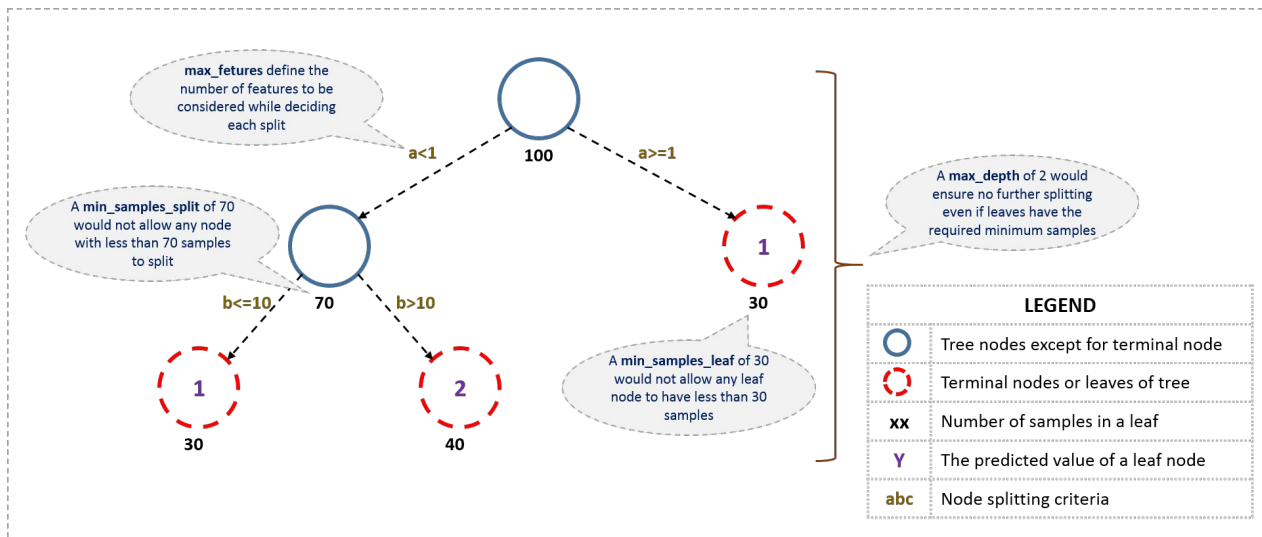 max_fetures define the
number of features to be
considered while deciding
each split
100
a<1
a>=1
A max_depth of 2 would
ensure no further splitting
even if leaves have the
required minimum samples
A min_samples_split of 70
would not allow any node
with less than 70 samples
to split
1
70
30
b<=10
b>10
A min_samples_leaf of 30
would not allow any leaf
node to have less than 30
samples
1
2
30
40
LEGEND
Tree nodes except for terminal node
Terminal nodes or leaves of tree
xx Number of samples in a leaf
Y The predicted value of a leaf node
abc Node splitting criteria